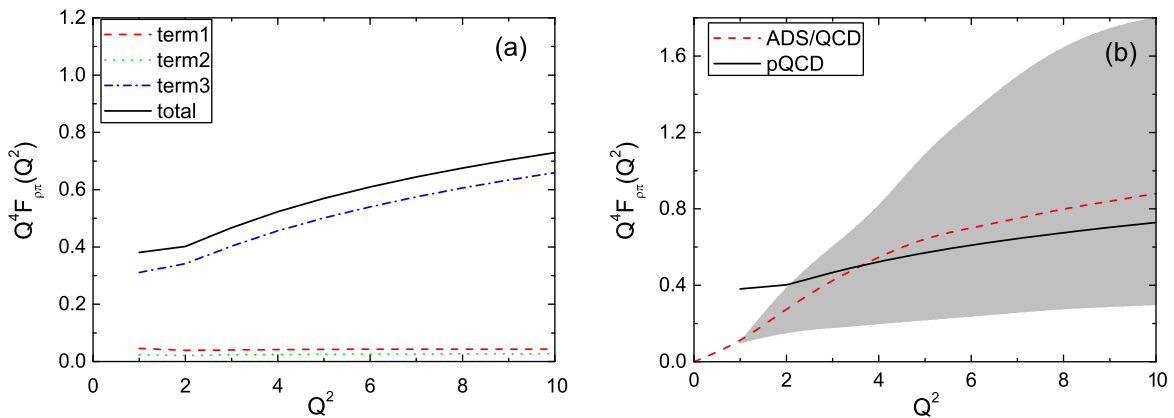 1.2
1.0
0.8
0.6
0.4
0.2
0.0
Q⁴F_ρπ(Q²)
term1
term2
term3
total
(a)
0 2 4 6 8 10
Q²
1.6
1.2
0.8
0.4
0.0
Q⁴F_ρπ(Q²)
ADS/QCD
pQCD
(b)
0 2 4 6 8 10
Q²